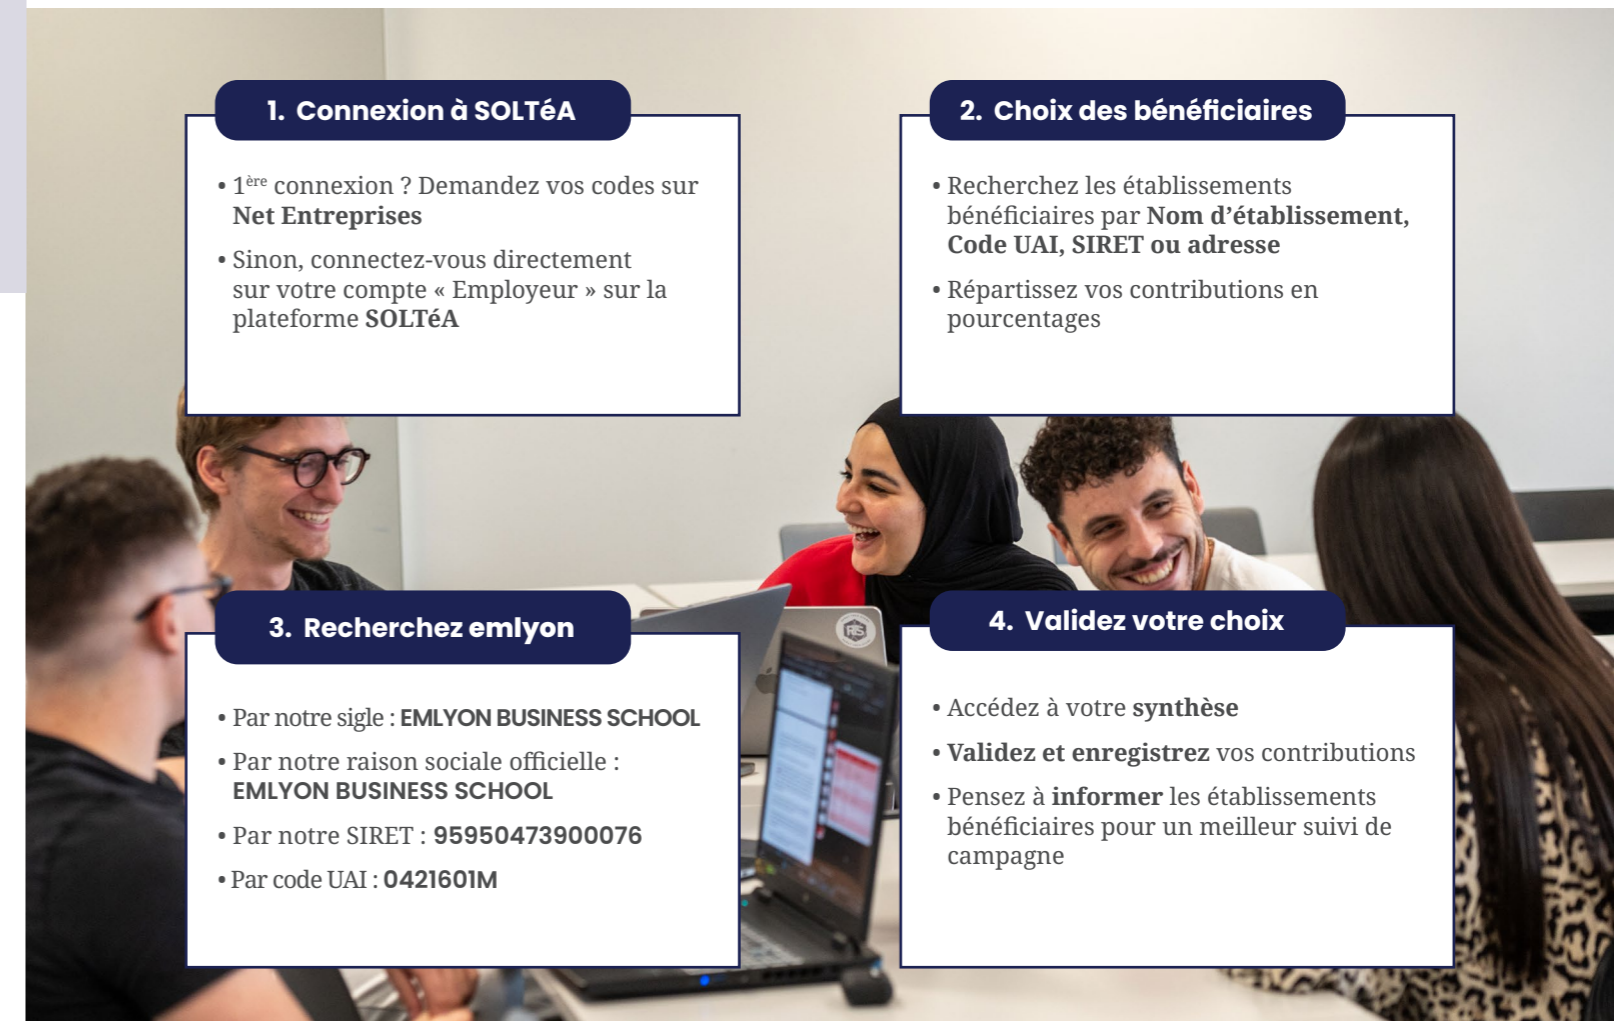 1. Connexion à SOLTéA
• 1ère connexion ? Demandez vos codes sur
Net Entreprises
• Sinon, connectez-vous directement
sur votre compte « Employeur » sur la
plateforme SOLTéA
2. Choix des bénéficiaires
• Recherchez les établissements
bénéficiaires par Nom d’établissement,
Code UAI, SIRET ou adresse
• Répartissez vos contributions en
pourcentages
3. Recherchez emlyon
• Par notre sigle : EMLYON BUSINESS SCHOOL
• Par notre raison sociale officielle :
EMLYON BUSINESS SCHOOL
• Par notre SIRET : 95950473900076
• Par code UAI : 0421601M
4. Validez votre choix
• Accédez à votre synthèse
• Validez et enregistrez vos contributions
• Pensez à informer les établissements
bénéficiaires pour un meilleur suivi de
campagne